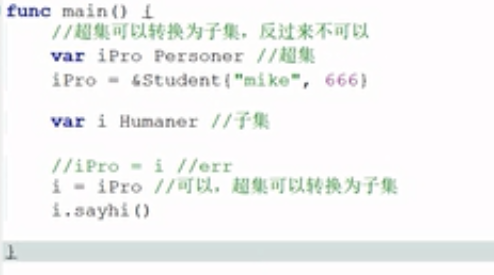 func main() {
//超集可以转换为子集，反过来不可以
var iPro Personer //超集
iPro = &Student{"mike", 666}
var i Humaner //子集
//iPro = i //err
i = iPro //可以，超集可以转换为子集
i.sayhi()
}